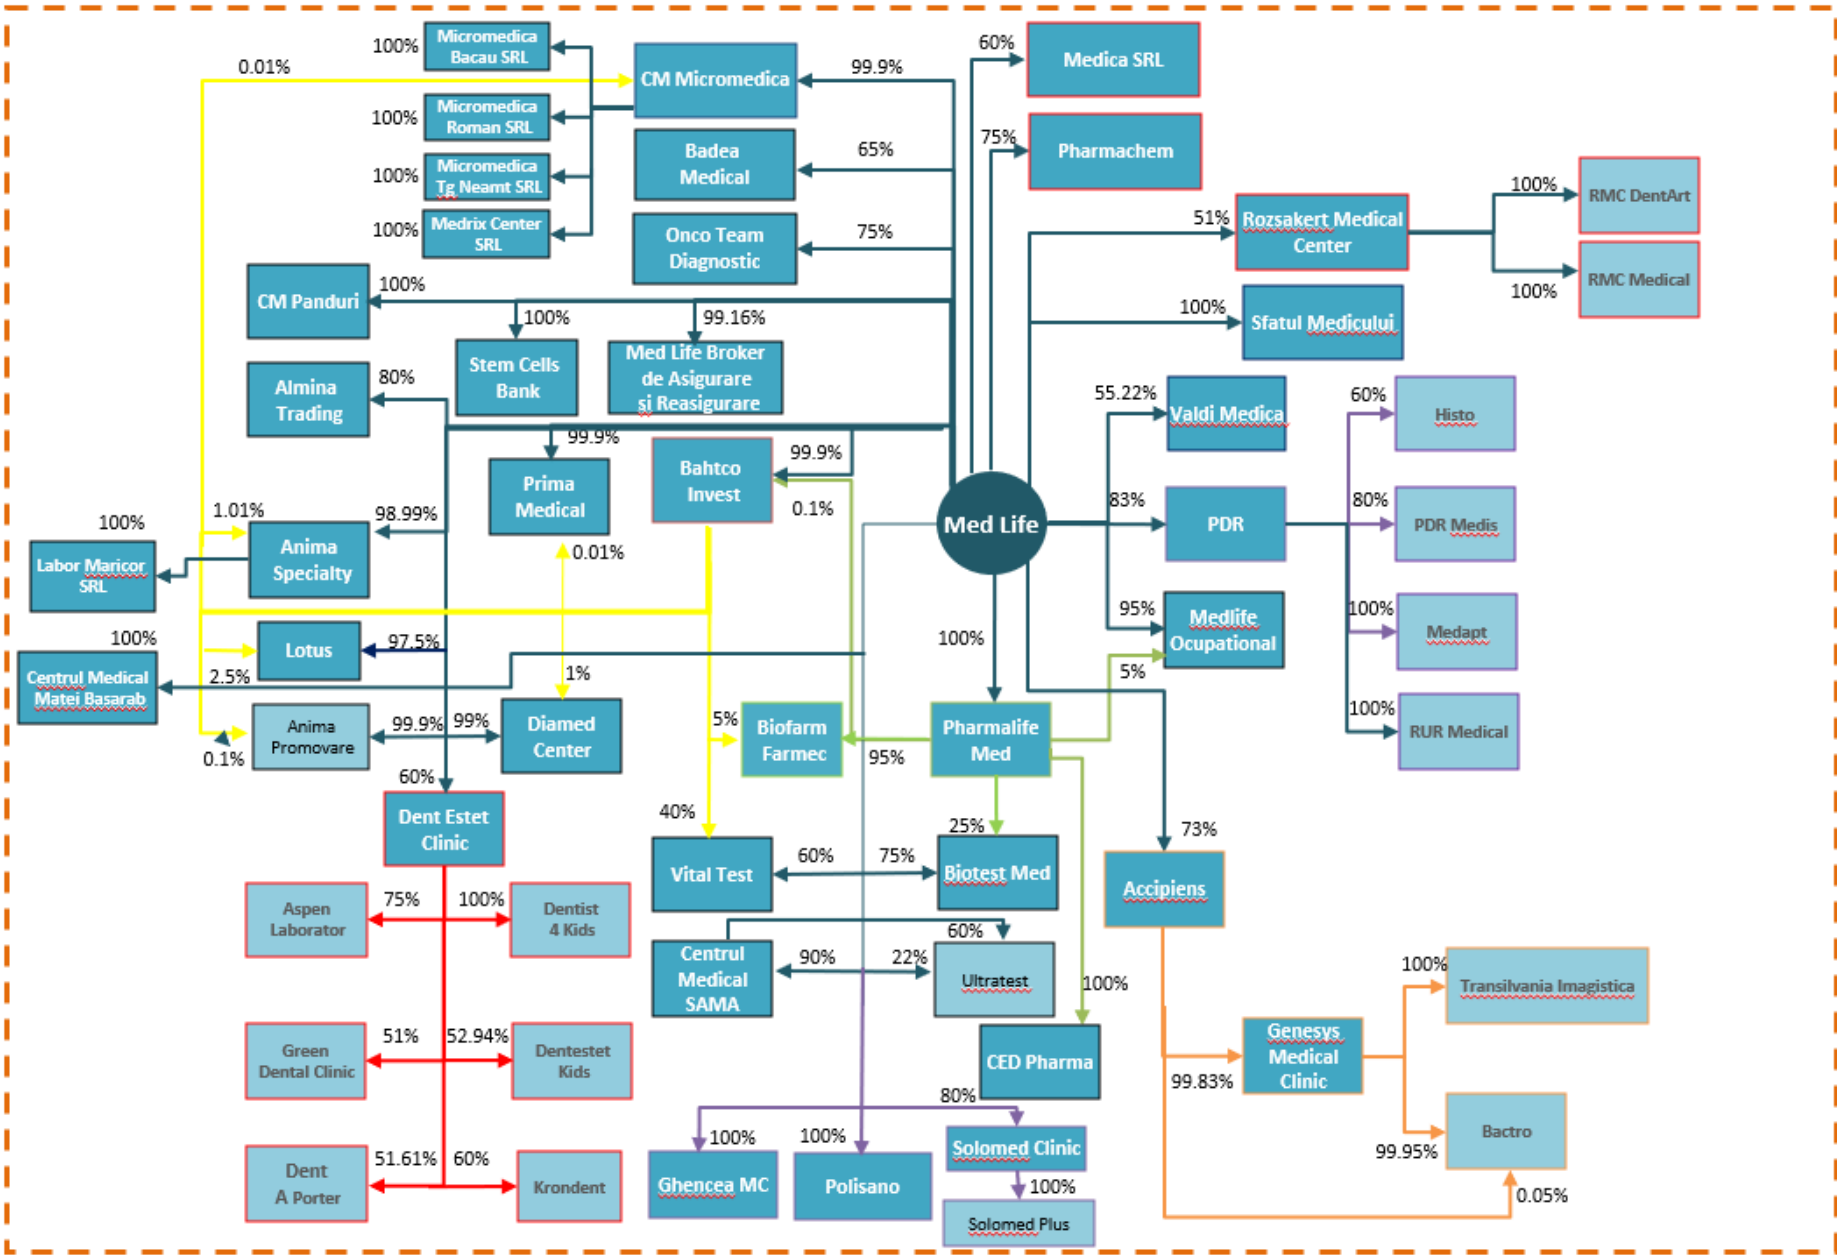 100%
Micromedica
Bacau SRL
0.01%
CM Micromedica
99.9%
60%
Medica SRL
100%
Micromedica
Roman SRL
100%
Micromedica
Tg Neamt SRL
100%
Medrix Center
SRL
Badea
Medical
65%
75%
Pharmachem
Onco Team
Diagnostic
75%
51%
Rozsakert Medical
Center
100%
RMC DentArt
100%
RMC Medical
CM Panduri
100%
100%
Stem Cells
Bank
99.16%
Med Life Broker
de Asigurare
și Reasigurare
100%
Sfatul Medicului
Almina
Trading
80%
99.9%
Prima
Medical
Bahtco
Invest
99.9%
0.1%
Med Life
55.22%
Valdi Medica
60%
Histo
83%
PDR
80%
PDR Medis
100%
Medapt
100%
RUR Medical
100%
Labor Maricor
SRL
1.01%
Anima
Specialty
98.99%
0.01%
95%
Medlife
Ocupational
5%
100%
100%
Centrul Medical
Matei Basarab
2.5%
Lotus
97.5%
1%
0.1%
Anima
Promovare
99.9%
99%
Diamed
Center
5%
Biofarm
Farmec
95%
Pharmalife
Med
60%
Dent Estet
Clinic
40%
Vital Test
60%
75%
25%
Biotest Med
73%
Accipiens
Aspen
Laborator
75%
100%
Dentist
4 Kids
Centrul
Medical
SAMA
90%
22%
60%
Ultratest
100%
CED Pharma
Green
Dental Clinic
51%
52.94%
Dentestet
Kids
99.83%
Genesys
Medical
Clinic
100%
Transilvania Imagistica
99.95%
Bactro
0.05%
Dent
A Porter
51.61%
60%
Krondent
100%
Ghencea MC
100%
Polisano
80%
Solomed Clinic
100%
Solomed Plus